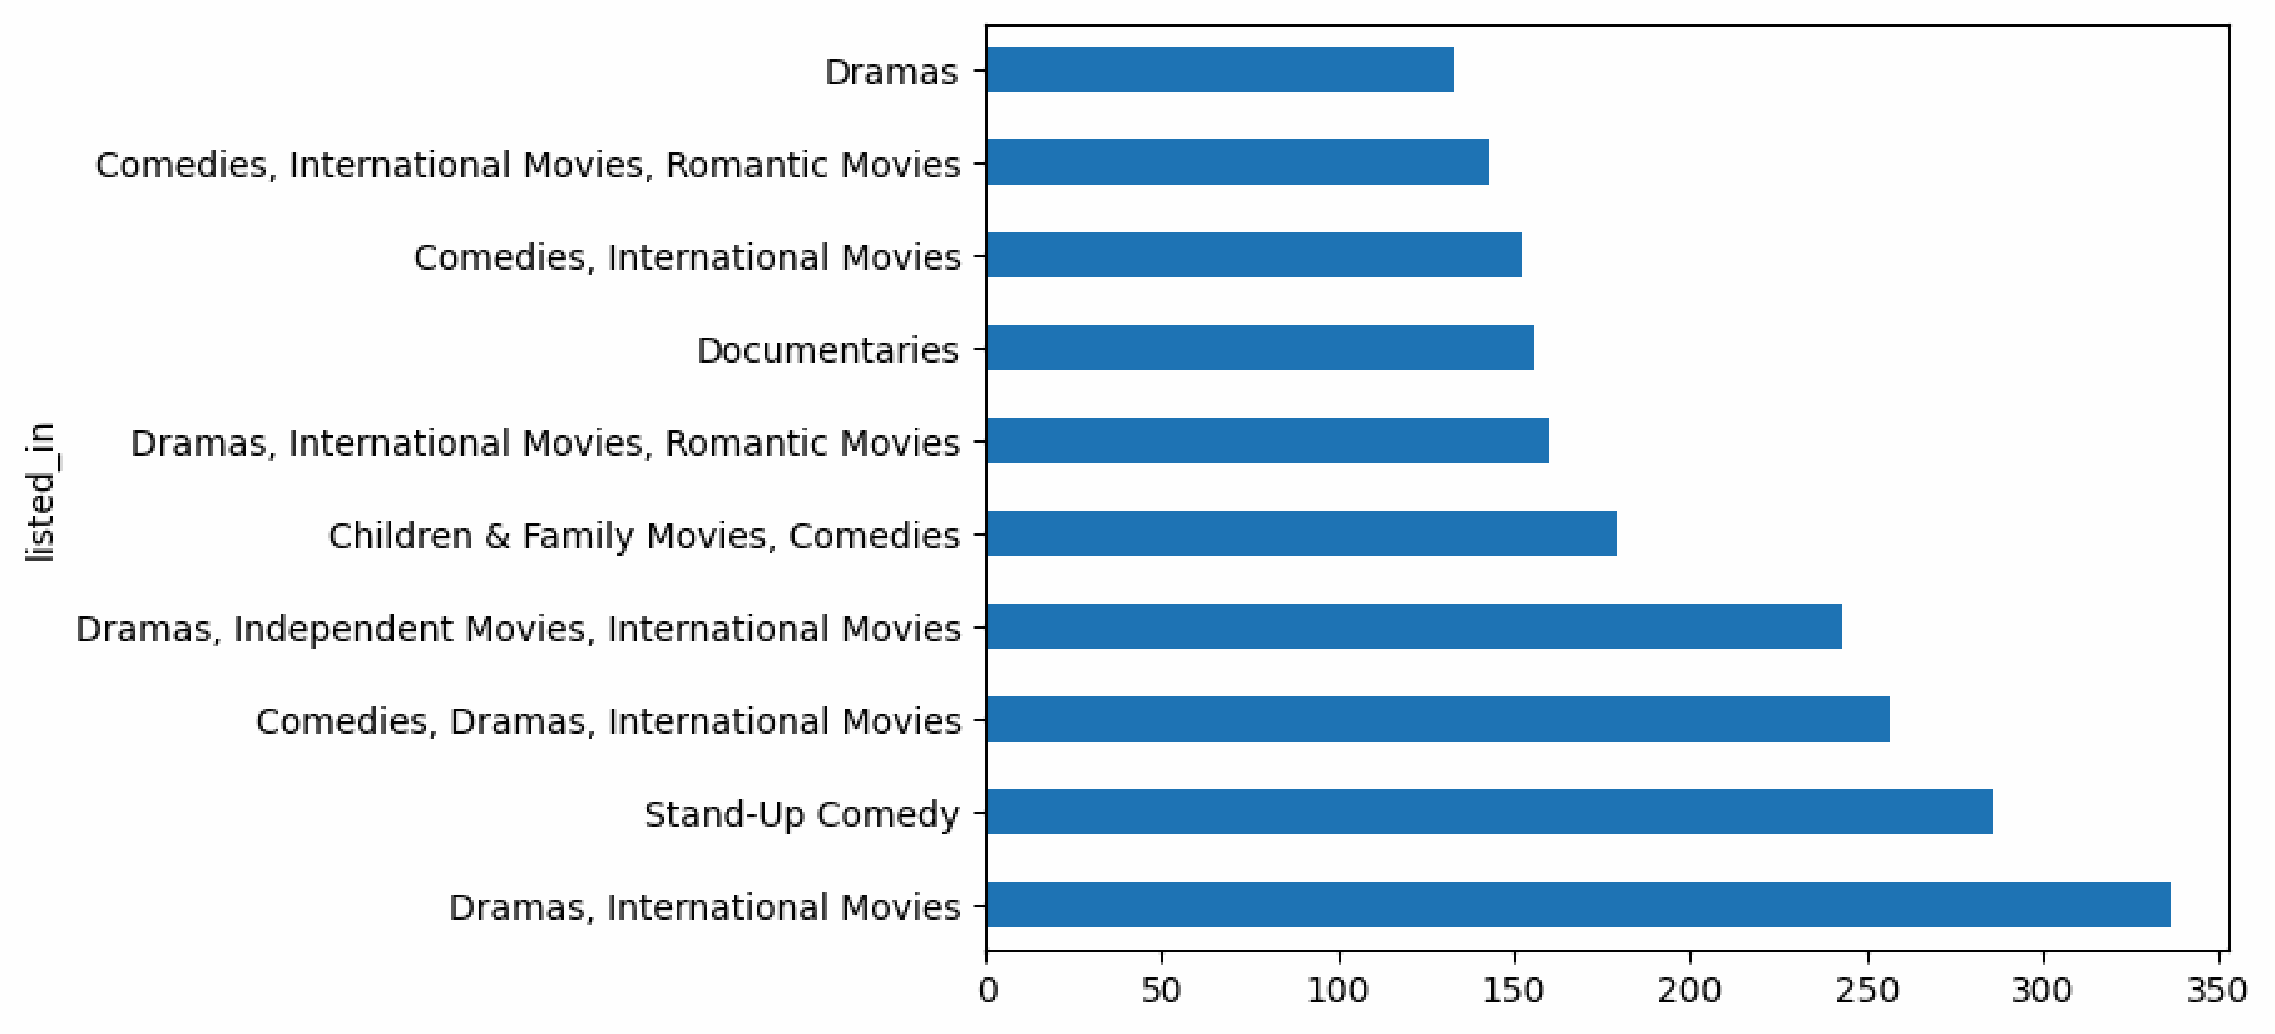 Dramas
Comedies, International Movies, Romantic Movies
Comedies, International Movies
Documentaries
Dramas, International Movies, Romantic Movies
Children & Family Movies, Comedies
Dramas, Independent Movies, International Movies
Comedies, Dramas, International Movies
Stand-Up Comedy
Dramas, International Movies
listed_in
0 50 100 150 200 250 300 350